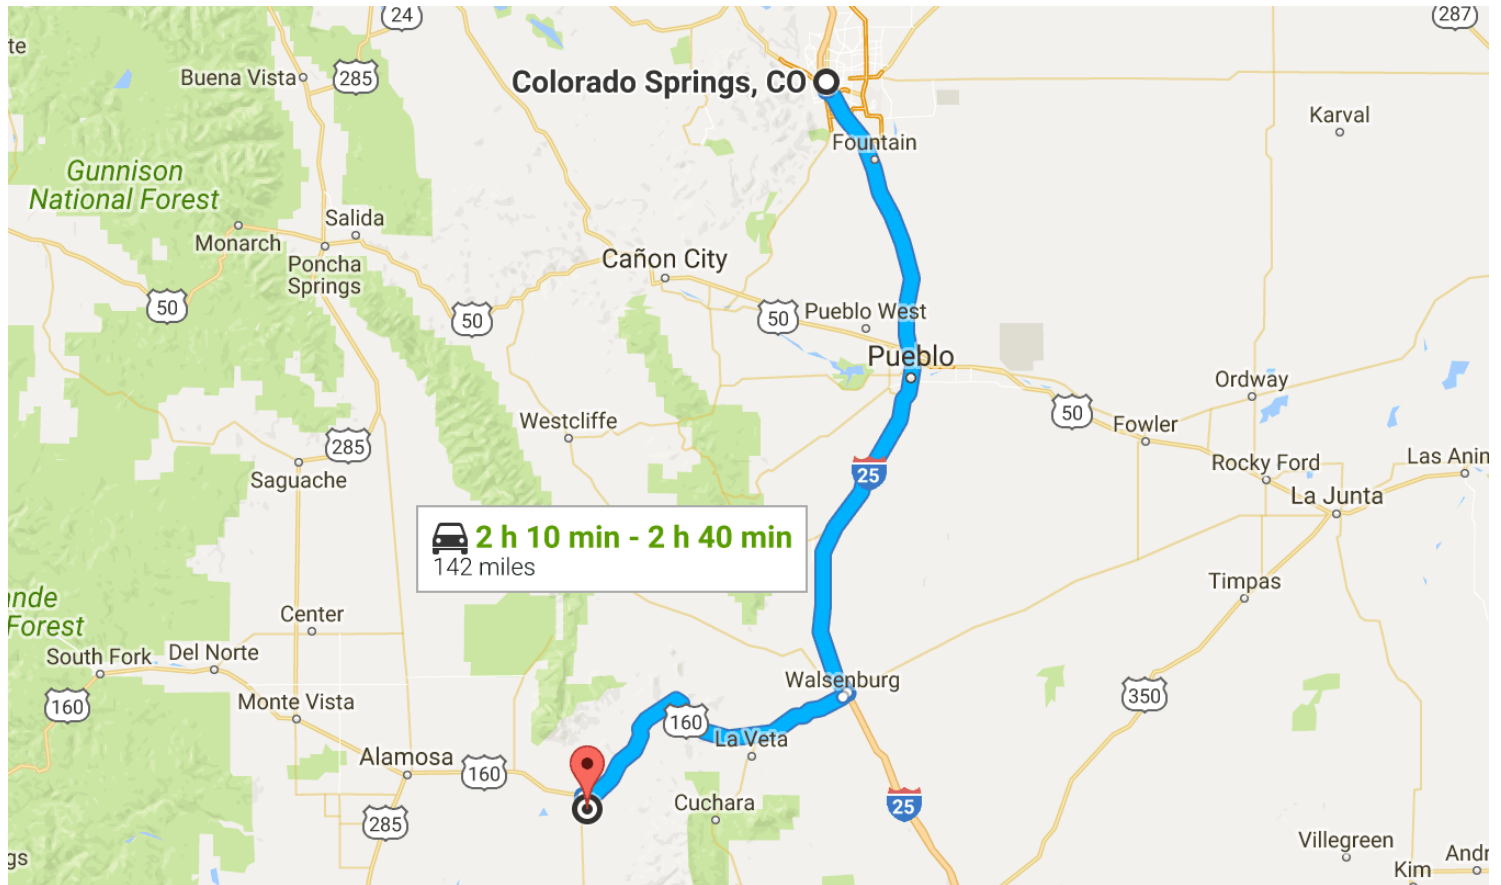 24
287
te
Buena Vista
285
Colorado Springs, CO
Karval
Fountain
Gunnison
National Forest
Salida
Monarch
Poncha
Springs
Cañon City
50
50
50
Pueblo West
Pueblo
Ordway
50
Westcliffe
Fowler
285
Saguache
25
Rocky Ford
Las Anim
La Junta
2 h 10 min - 2 h 40 min
142 miles
Timpas
ande
Forest
Center
South Fork
Del Norte
Walsenburg
160
Monte Vista
350
160
La Veta
Alamosa
160
Cuchara
25
285
Villegreen
gs
Kim
Andr